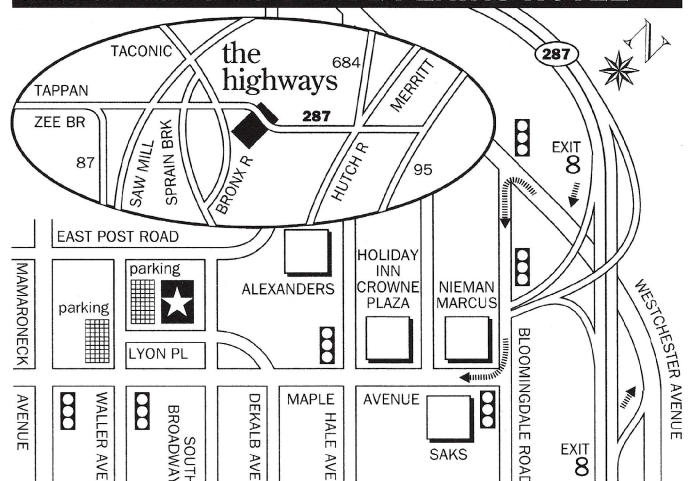 TACONIC
the
highways
684
MERRITT
TAPPAN
ZEE BR
287
87
SAW MILL
SPRAIN BRK
BRONX R
HUTCH R
95
287
N
EXIT
8
EAST POST ROAD
MAMARONECK
AVENUE
parking
parking
ALEXANDERS
HOLIDAY
INN
CROWNE
PLAZA
NIEMAN
MARCUS
WESTCHESTER AVENUE
LYON PL
BLOOMINGDALE ROAD
MAPLE
AVENUE
WALLER AVE
SOUTH
BROADWAY
DEKALB AVE
HALE AVE
SAKS
EXIT
8